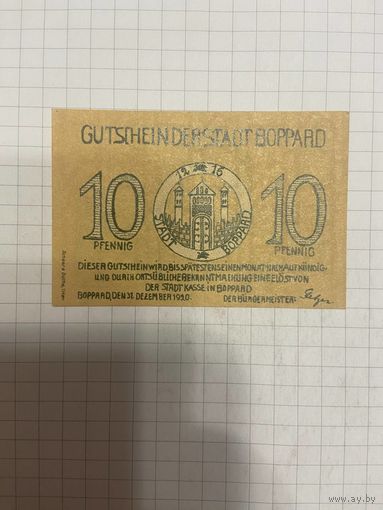 GUTSCHEIN DER STADT BOPPARD
10
PFENNIG
STADT BOPPARD
10
PFENNIG
DIESER GUTSCHEIN WIRD BIS SPÄTESTENS EINEN MONAT NACH AUFKÜNDIG-
UND DURCH ORTSÜBLICHE BEKANNTMACHUNG EINGELÖST VON
DER STADTKASSE IN BOPPARD
BOPPARD, DEN 31. DEZEMBER 1920. DER BÜRGERMEISTER:
www.ay.by